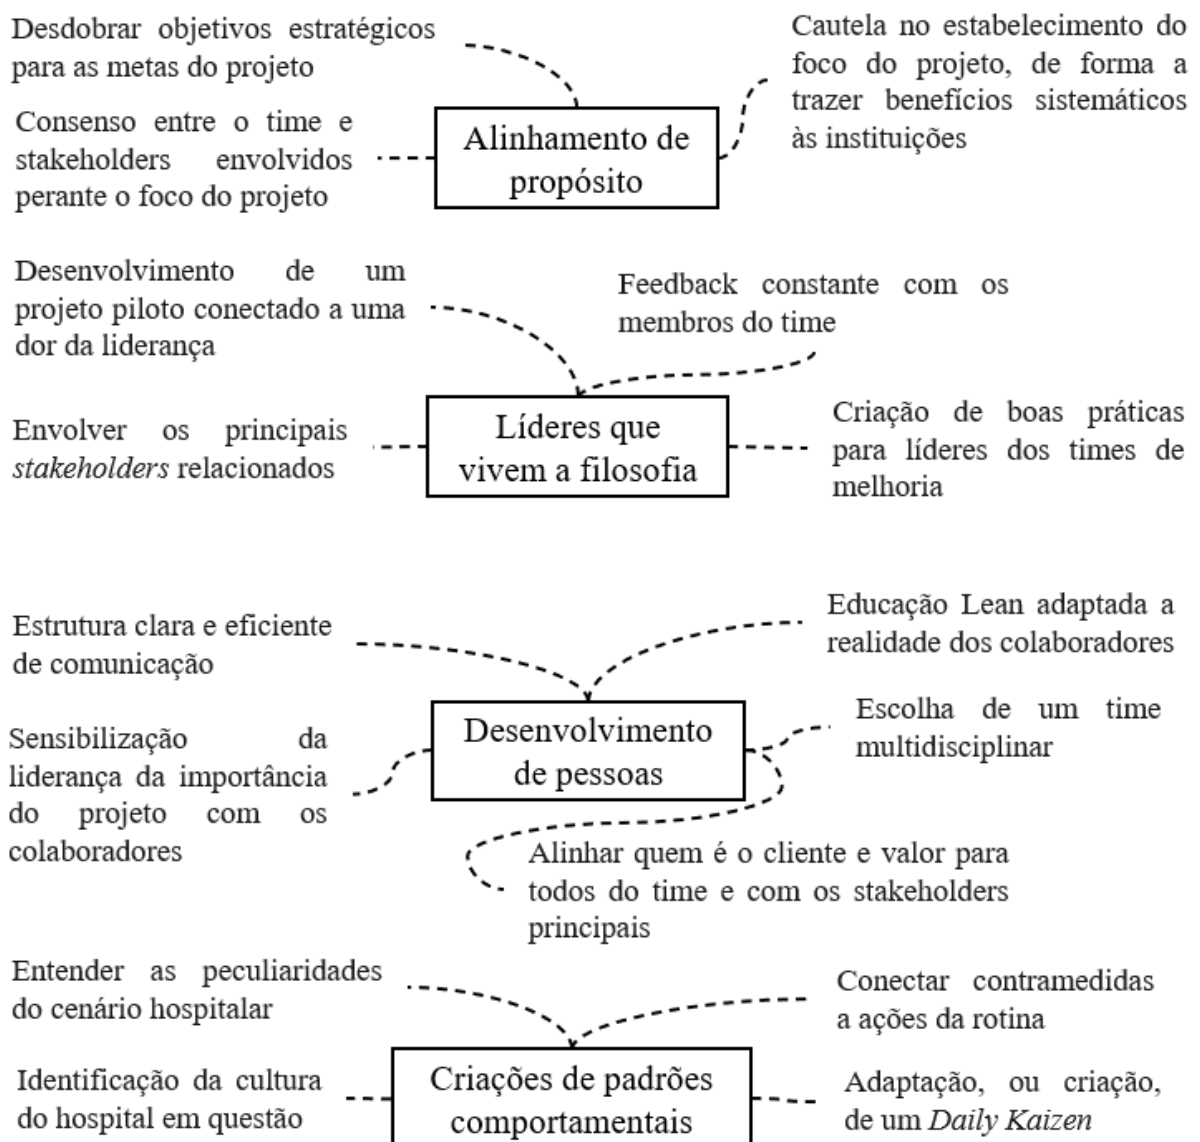 Desdobrar objetivos estratégicos
para as metas do projeto
Cautela no estabelecimento do
foco do projeto, de forma a
trazer benefícios sistemáticos
às instituições
Consenso entre o time e
stakeholders envolvidos
perante o foco do projeto
Alinhamento de
propósito
Desenvolvimento de um
projeto piloto conectado a uma
dor da liderança
Feedback constante com os
membros do time
Envolver os principais
stakeholders relacionados
Líderes que
vivem a filosofia
Criação de boas práticas
para líderes dos times de
melhoria
Estrutura clara e eficiente
de comunicação
Educação Lean adaptada a
realidade dos colaboradores
Sensibilização da
liderança da importância
do projeto com os
colaboradores
Desenvolvimento
de pessoas
Escolha de um time
multidisciplinar
Alinhar quem é o cliente e valor para
todos do time e com os stakeholders
principais
Entender as peculiaridades
do cenário hospitalar
Conectar contramedidas
a ações da rotina
Identificação da cultura
do hospital em questão
Criações de padrões
comportamentais
Adaptação, ou criação,
de um Daily Kaizen